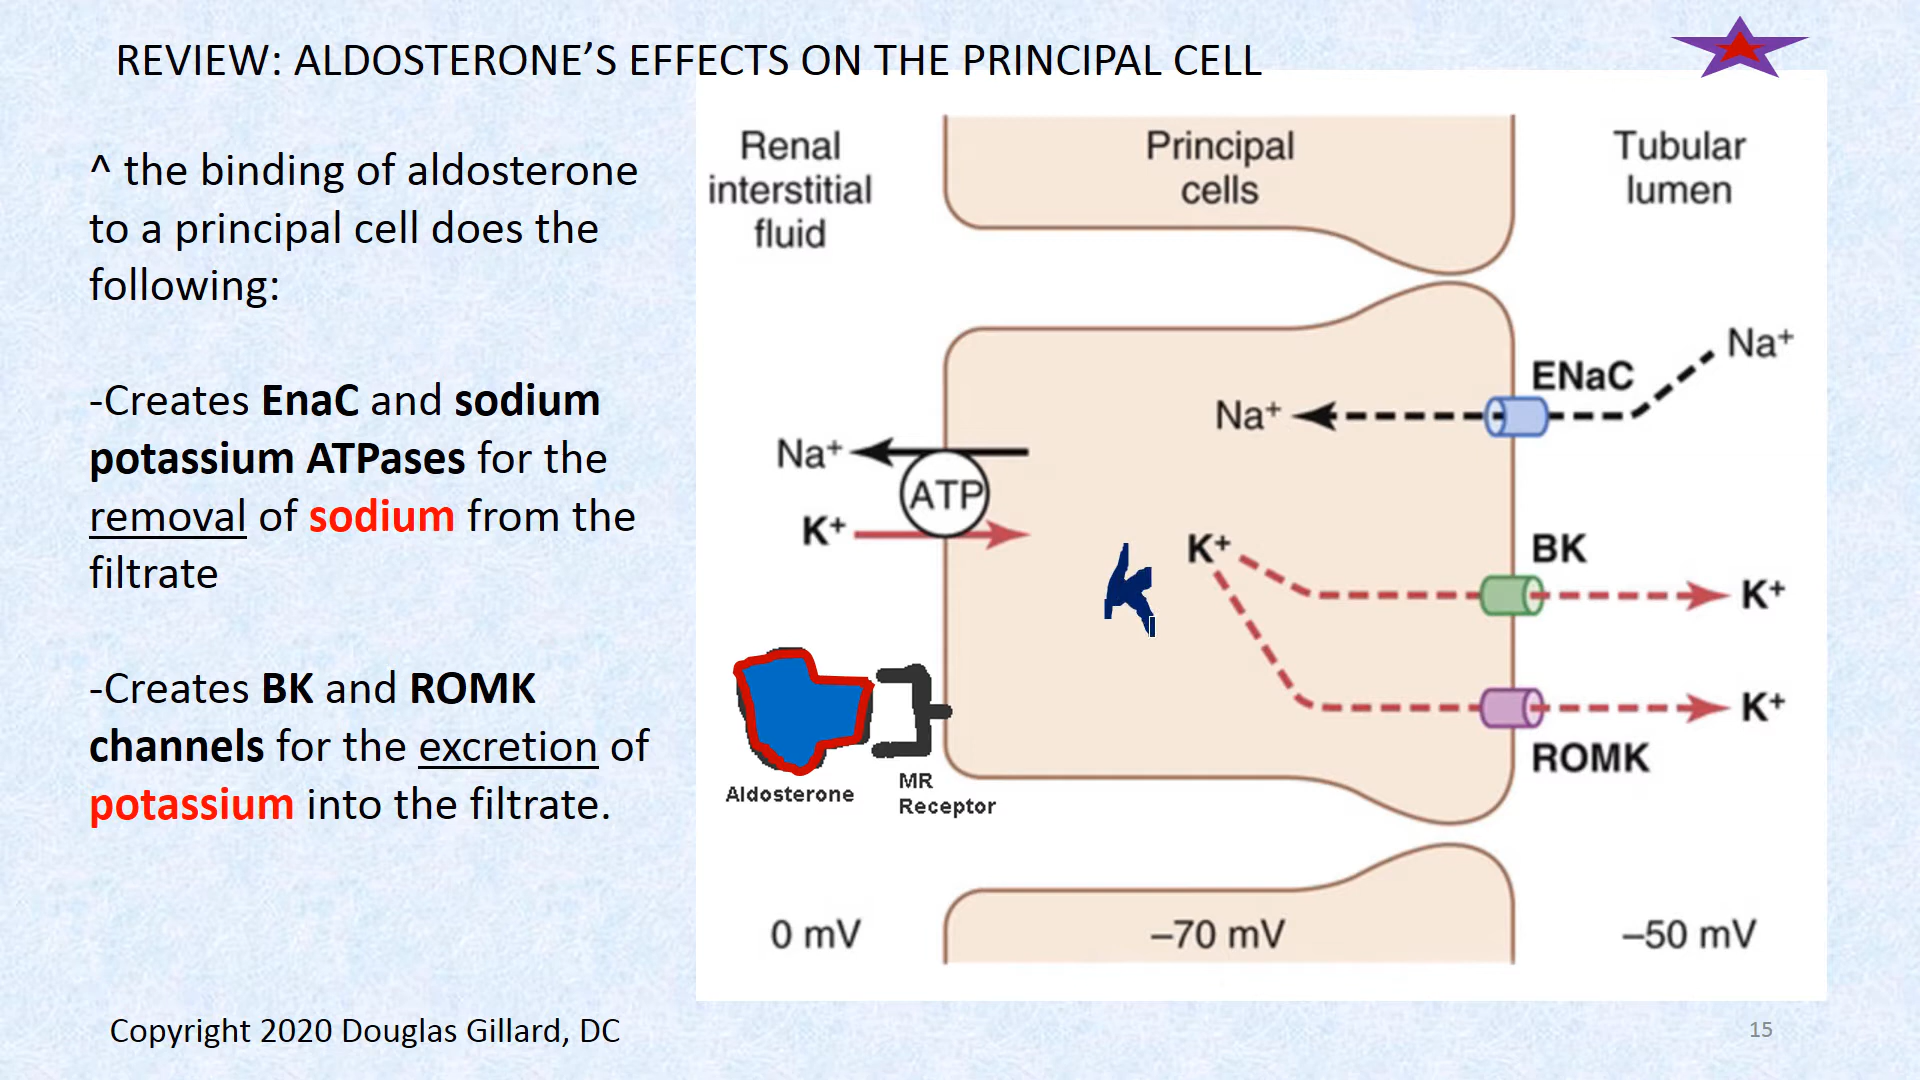 REVIEW: ALDOSTERONE’S EFFECTS ON THE PRINCIPAL CELL
^ the binding of aldosterone
to a principal cell does the
following:
-Creates EnaC and sodium
potassium ATPases for the
removal of sodium from the
filtrate
-Creates BK and ROMK
channels for the excretion of
potassium into the filtrate.
Renal
interstitial
fluid
Principal
cells
Tubular
lumen
Na⁺
ENaC
Na⁺
Na⁺
ATP
K⁺
K⁺
BK
K⁺
K
K⁺
ROMK
Aldosterone
MR
Receptor
0 mV
–70 mV
–50 mV
Copyright 2020 Douglas Gillard, DC
15